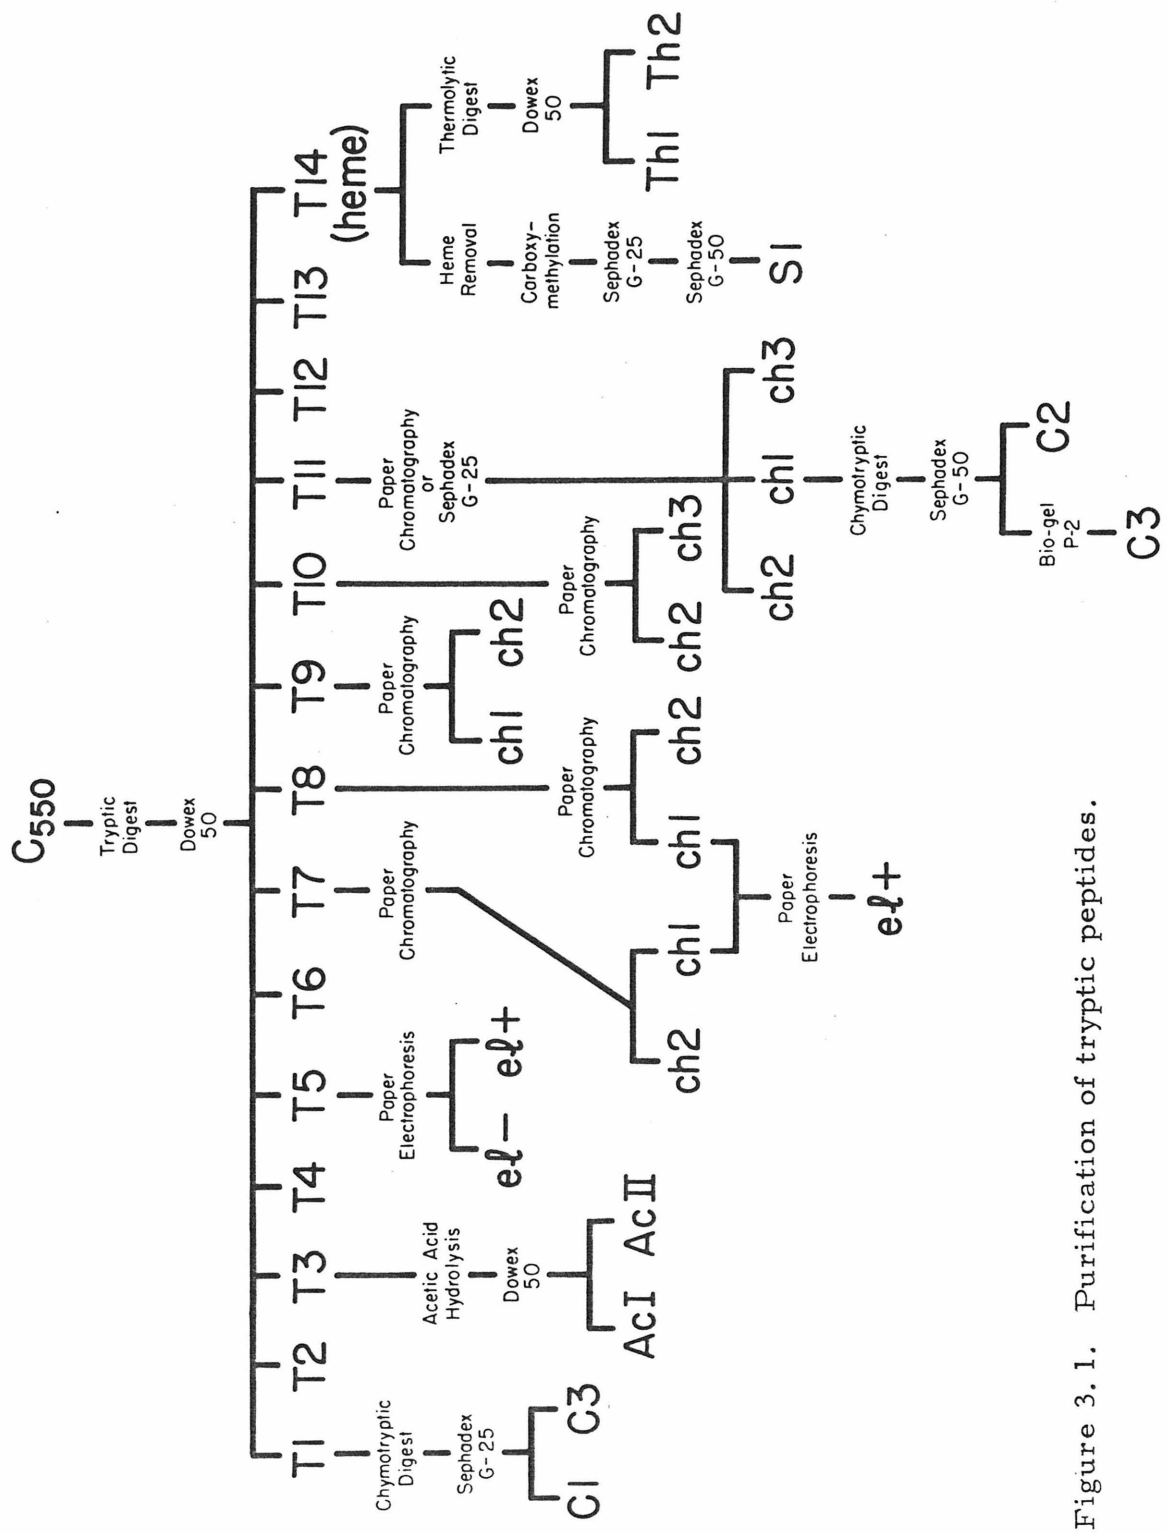 C550
Tryptic
Digest
Dowex
50
T1
T2
T3
T4
T5
T6
T7
T8
T9
T10
T11
T12
T13
T14
(heme)
Chymotryptic
Digest
Sephadex
G-25
C1
C3
Acetic Acid
Hydrolysis
Dowex
50
AcI
AcII
Paper
Electrophoresis
eℓ−
eℓ+
Paper
Chromatography
ch2
ch1
Paper
Chromatography
ch1
ch2
Paper
Electrophoresis
eℓ+
Paper
Chromatography
ch1
ch2
Paper
Chromatography
ch2
ch3
Paper
Chromatography
or
Sephadex
G-25
ch2
ch1
ch3
Chymotryptic
Digest
Sephadex
G-50
Bio-gel
P-2
C3
C2
Heme
Removal
Carboxy-
methylation
Sephadex
G-25
Sephadex
G-50
S1
Thermolytic
Digest
Dowex
50
Th1
Th2
Figure 3.1. Purification of tryptic peptides.